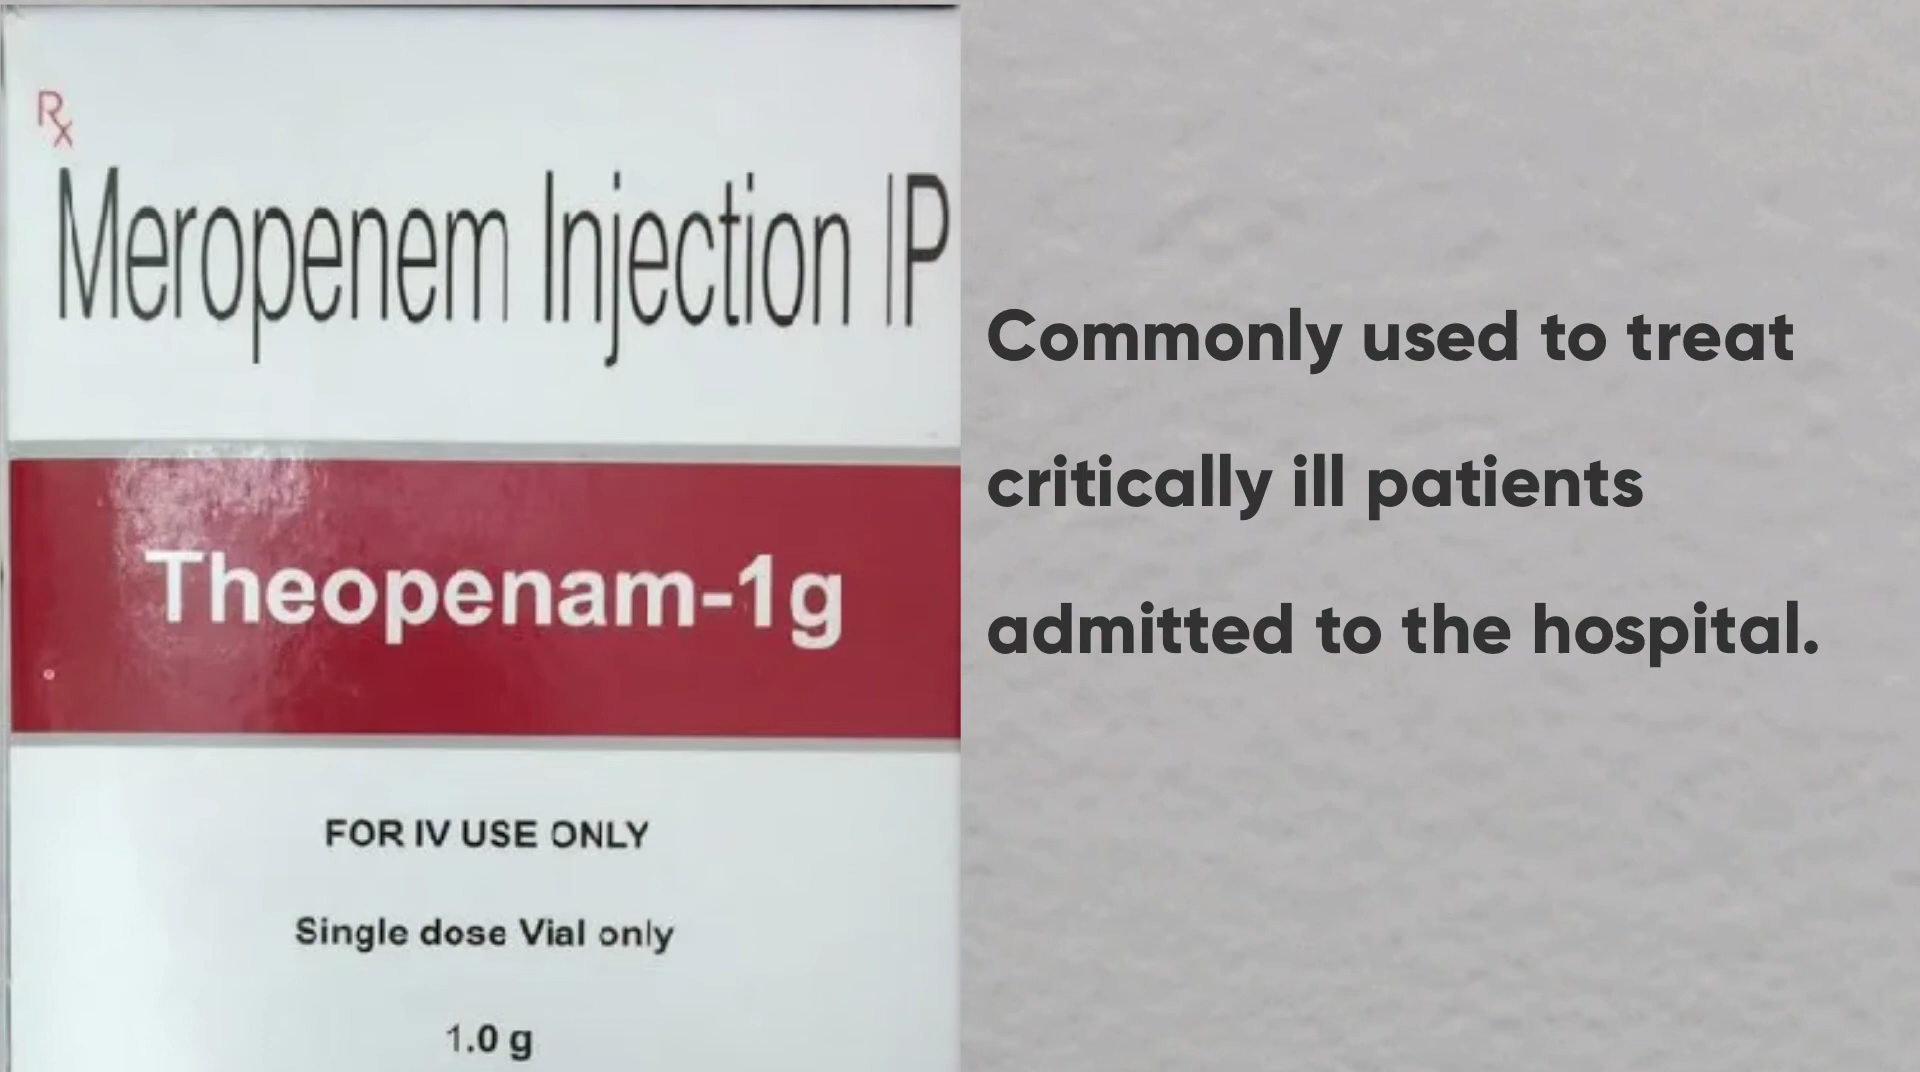 Rx
Meropenem Injection IP
Theopenam-1g
FOR IV USE ONLY
Single dose Vial only
1.0 g
Commonly used to treat
critically ill patients
admitted to the hospital.